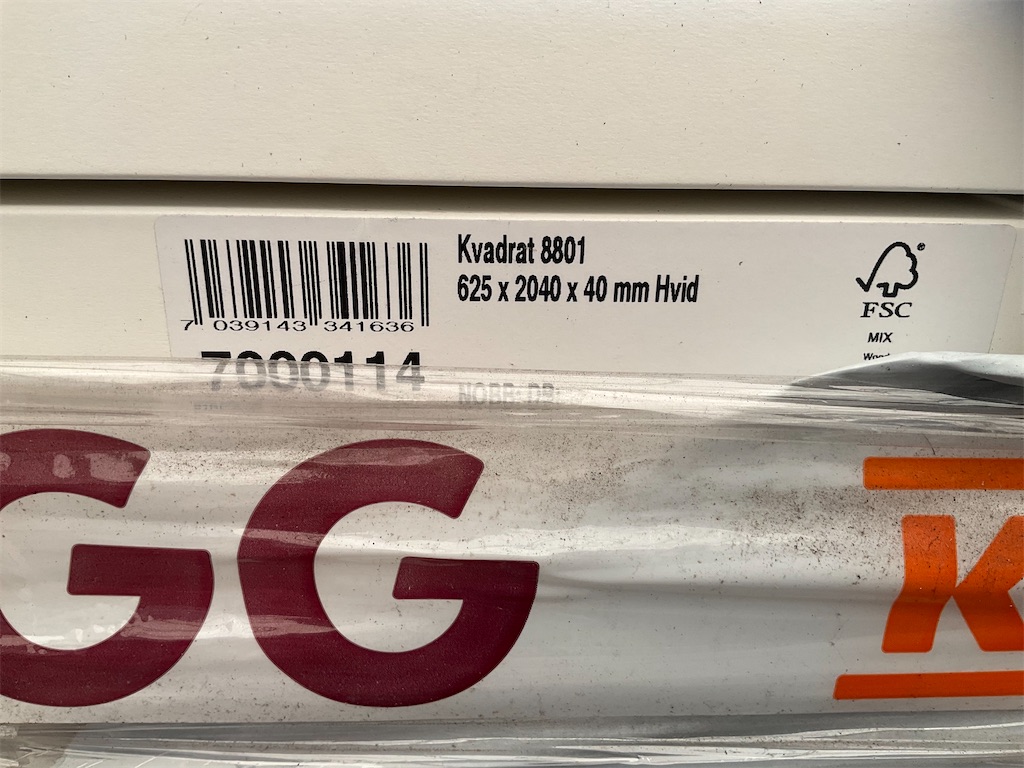 Kvadrat 8801
625 x 2040 x 40 mm Hvid
7 039143 341636
7000114
FSC
MIX
GG
K